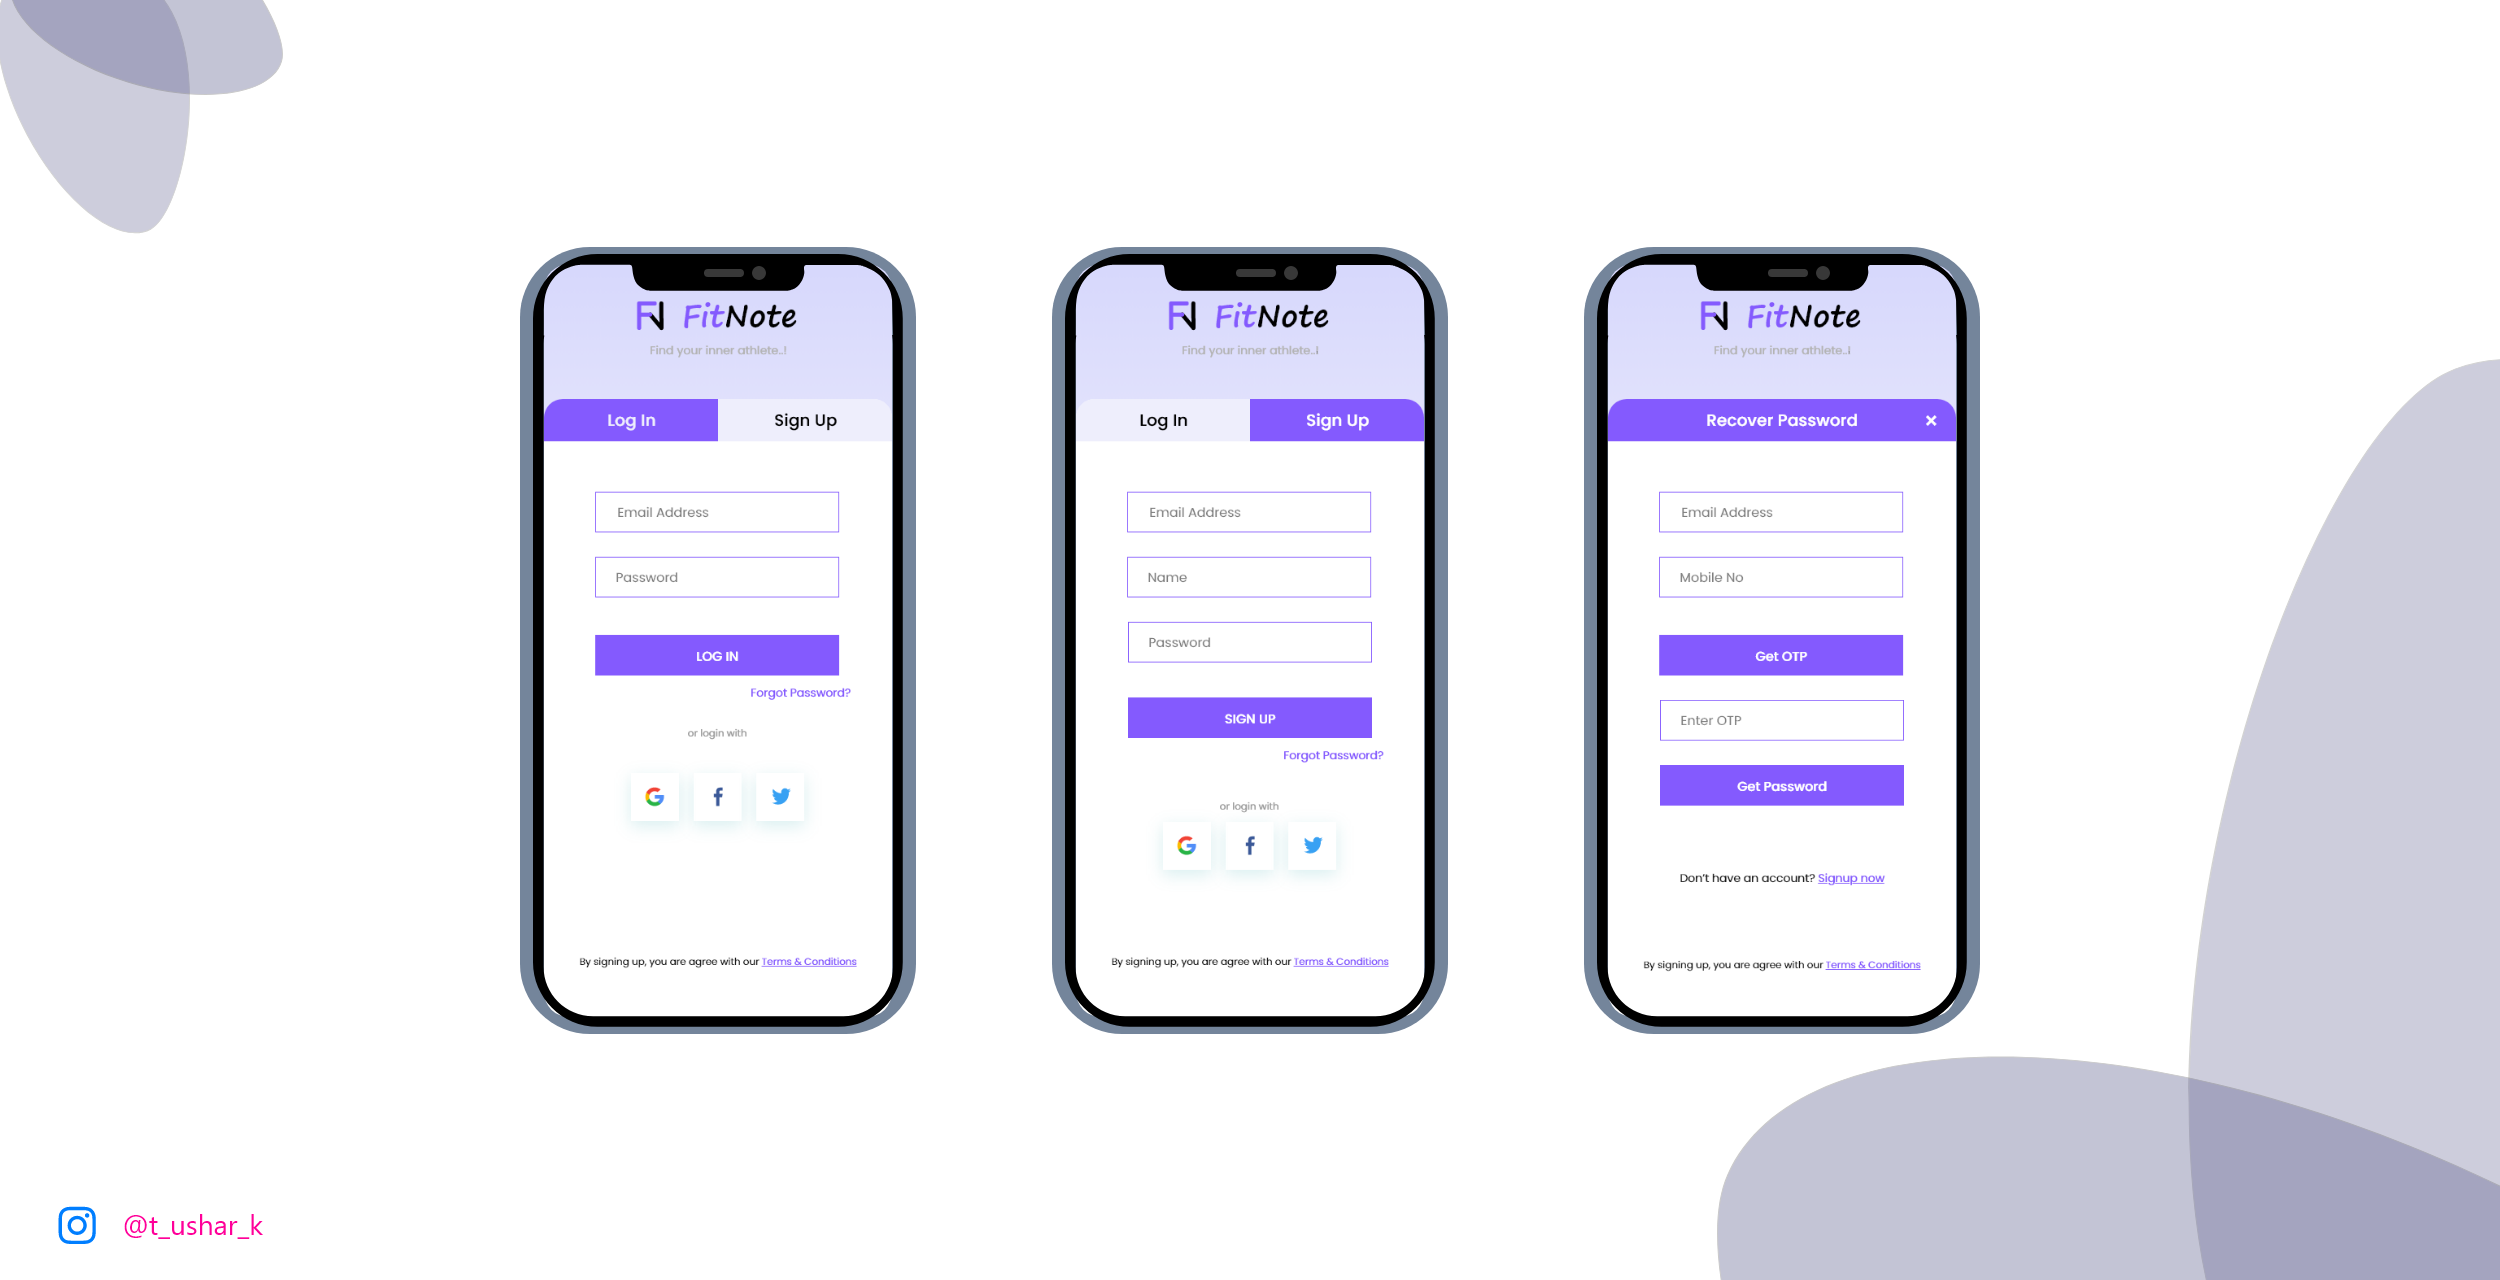 FN FitNote
Find your inner athlete..!
Log In Sign Up
Email Address
Password
LOG IN
Forgot Password?
or login with
G f
By signing up, you are agree with our Terms & Conditions
FN FitNote
Find your inner athlete..!
Log In Sign Up
Email Address
Name
Password
SIGN UP
Forgot Password?
or login with
G f
By signing up, you are agree with our Terms & Conditions
FN FitNote
Find your inner athlete..!
Recover Password ×
Email Address
Mobile No
Get OTP
Enter OTP
Get Password
Don't have an account? Signup now
By signing up, you are agree with our Terms & Conditions
@t_ushar_k